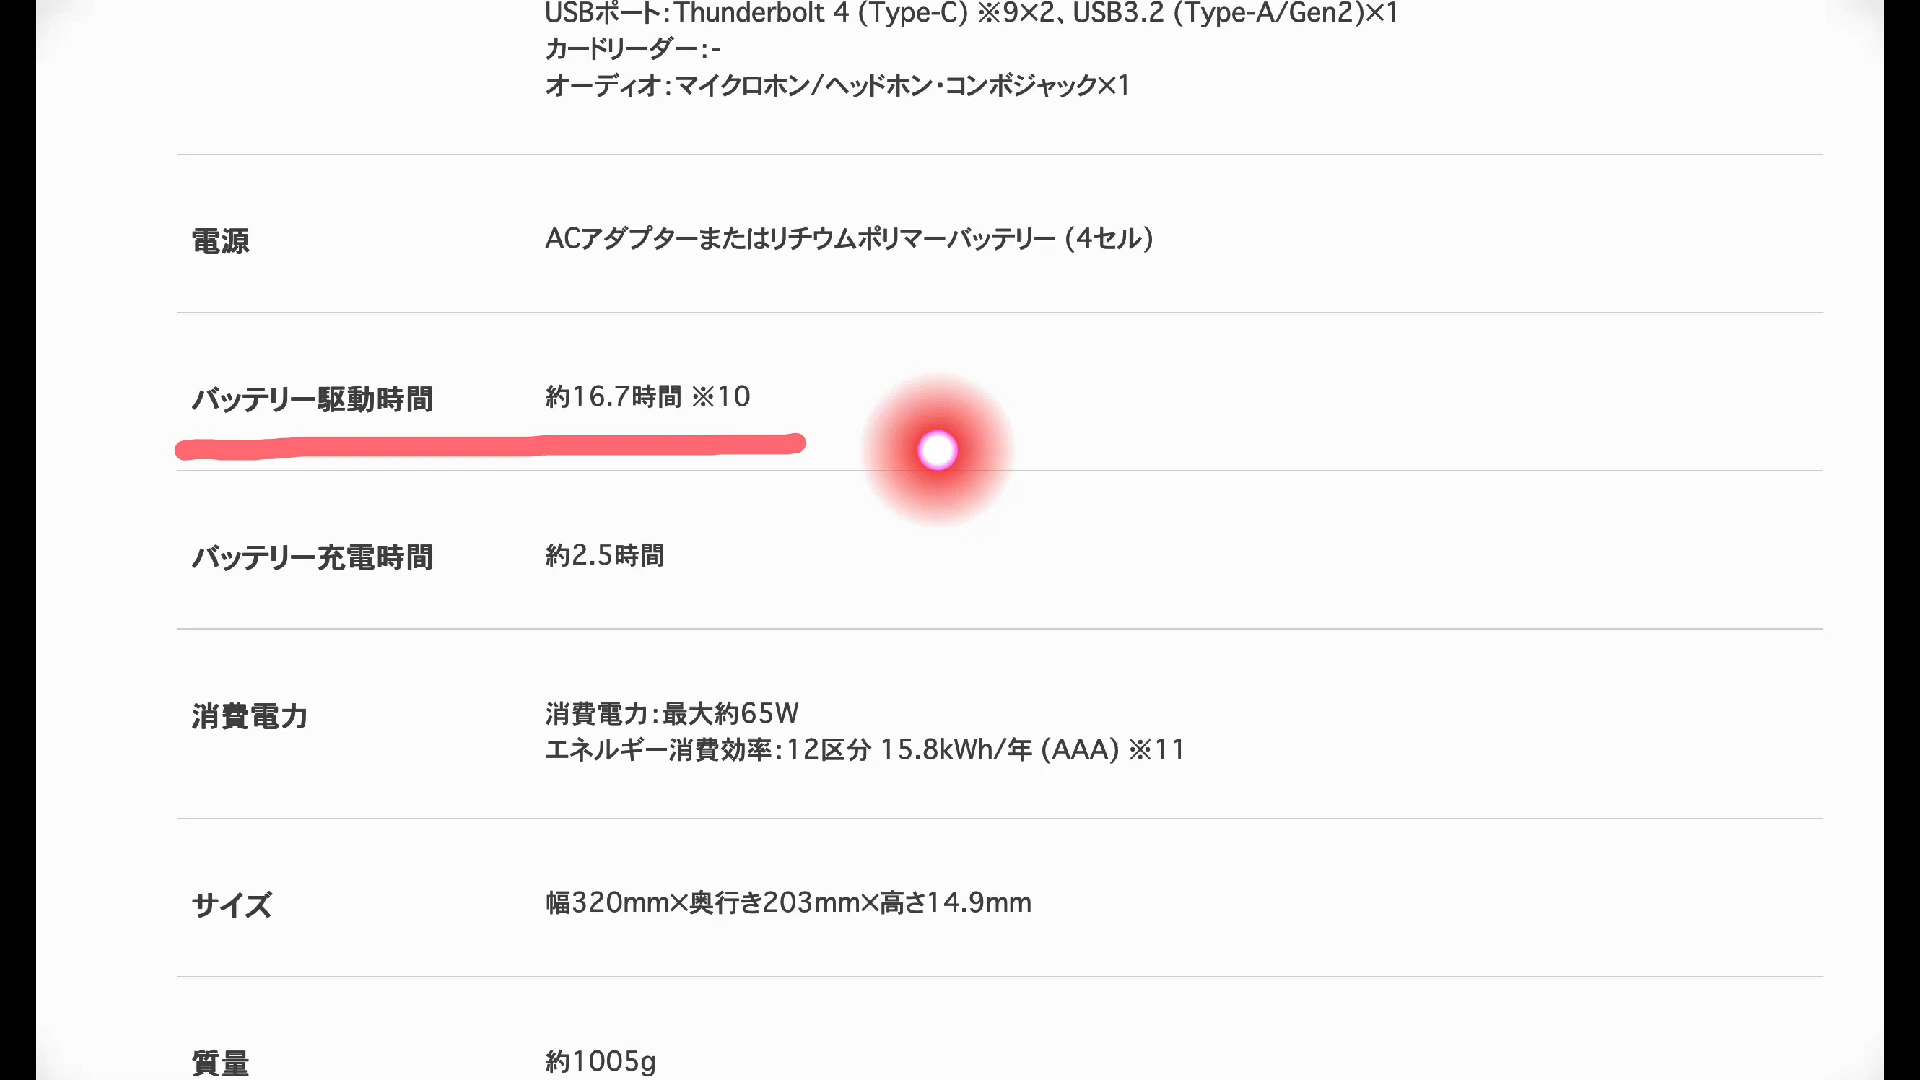 USBポート:Thunderbolt 4 (Type-C) ※9×2、USB3.2 (Type-A/Gen2)×1
カードリーダー:-
オーディオ:マイクロホン/ヘッドホン・コンボジャック×1
電源 ACアダプターまたはリチウムポリマーバッテリー (4セル)
バッテリー駆動時間 約16.7時間 ※10
バッテリー充電時間 約2.5時間
消費電力 消費電力:最大約65W
エネルギー消費効率:12区分 15.8kWh/年 (AAA) ※11
サイズ 幅320mm×奥行き203mm×高さ14.9mm
質量 約1005g